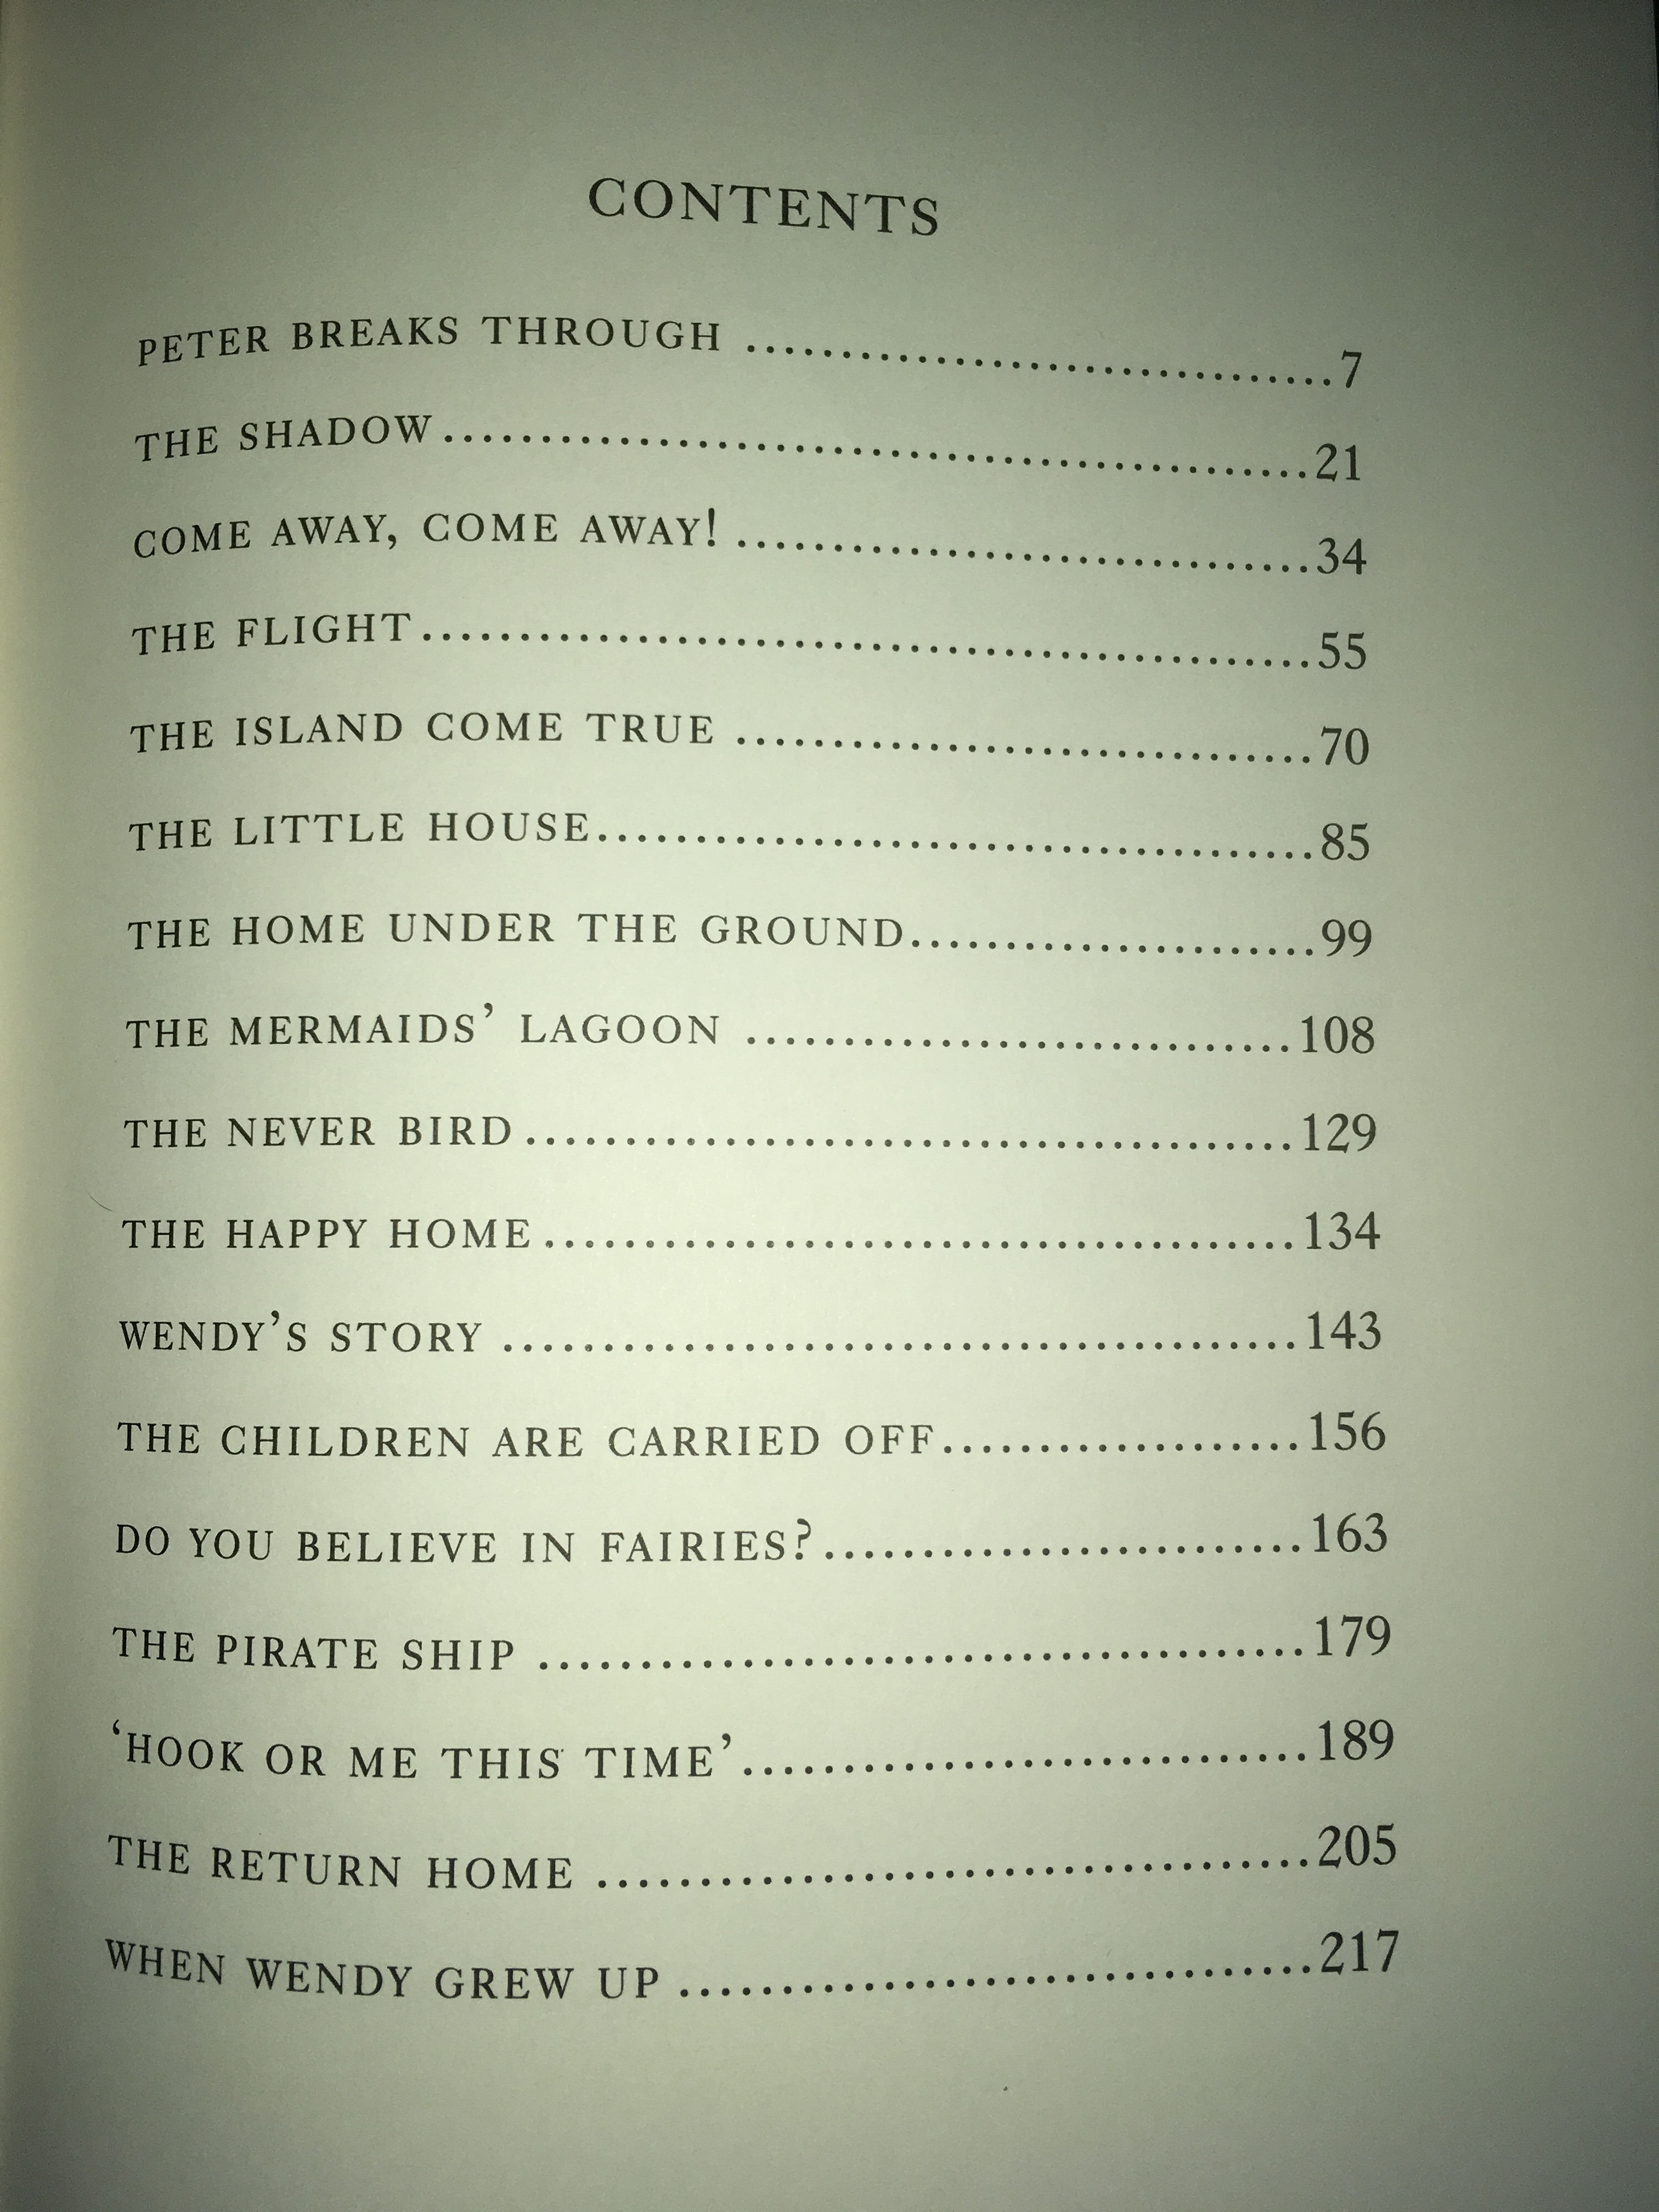 CONTENTS
PETER BREAKS THROUGH ..............................7
THE SHADOW............................................21
COME AWAY, COME AWAY! ..............................34
THE FLIGHT..............................................55
THE ISLAND COME TRUE ..............................70
THE LITTLE HOUSE.....................................85
THE HOME UNDER THE GROUND.....................99
THE MERMAIDS’ LAGOON ............................108
THE NEVER BIRD.......................................129
THE HAPPY HOME......................................134
WENDY’S STORY ........................................143
THE CHILDREN ARE CARRIED OFF..................156
DO YOU BELIEVE IN FAIRIES?........................163
THE PIRATE SHIP ......................................179
‘HOOK OR ME THIS TIME’............................189
THE RETURN HOME ...................................205
WHEN WENDY GREW UP ...............................217